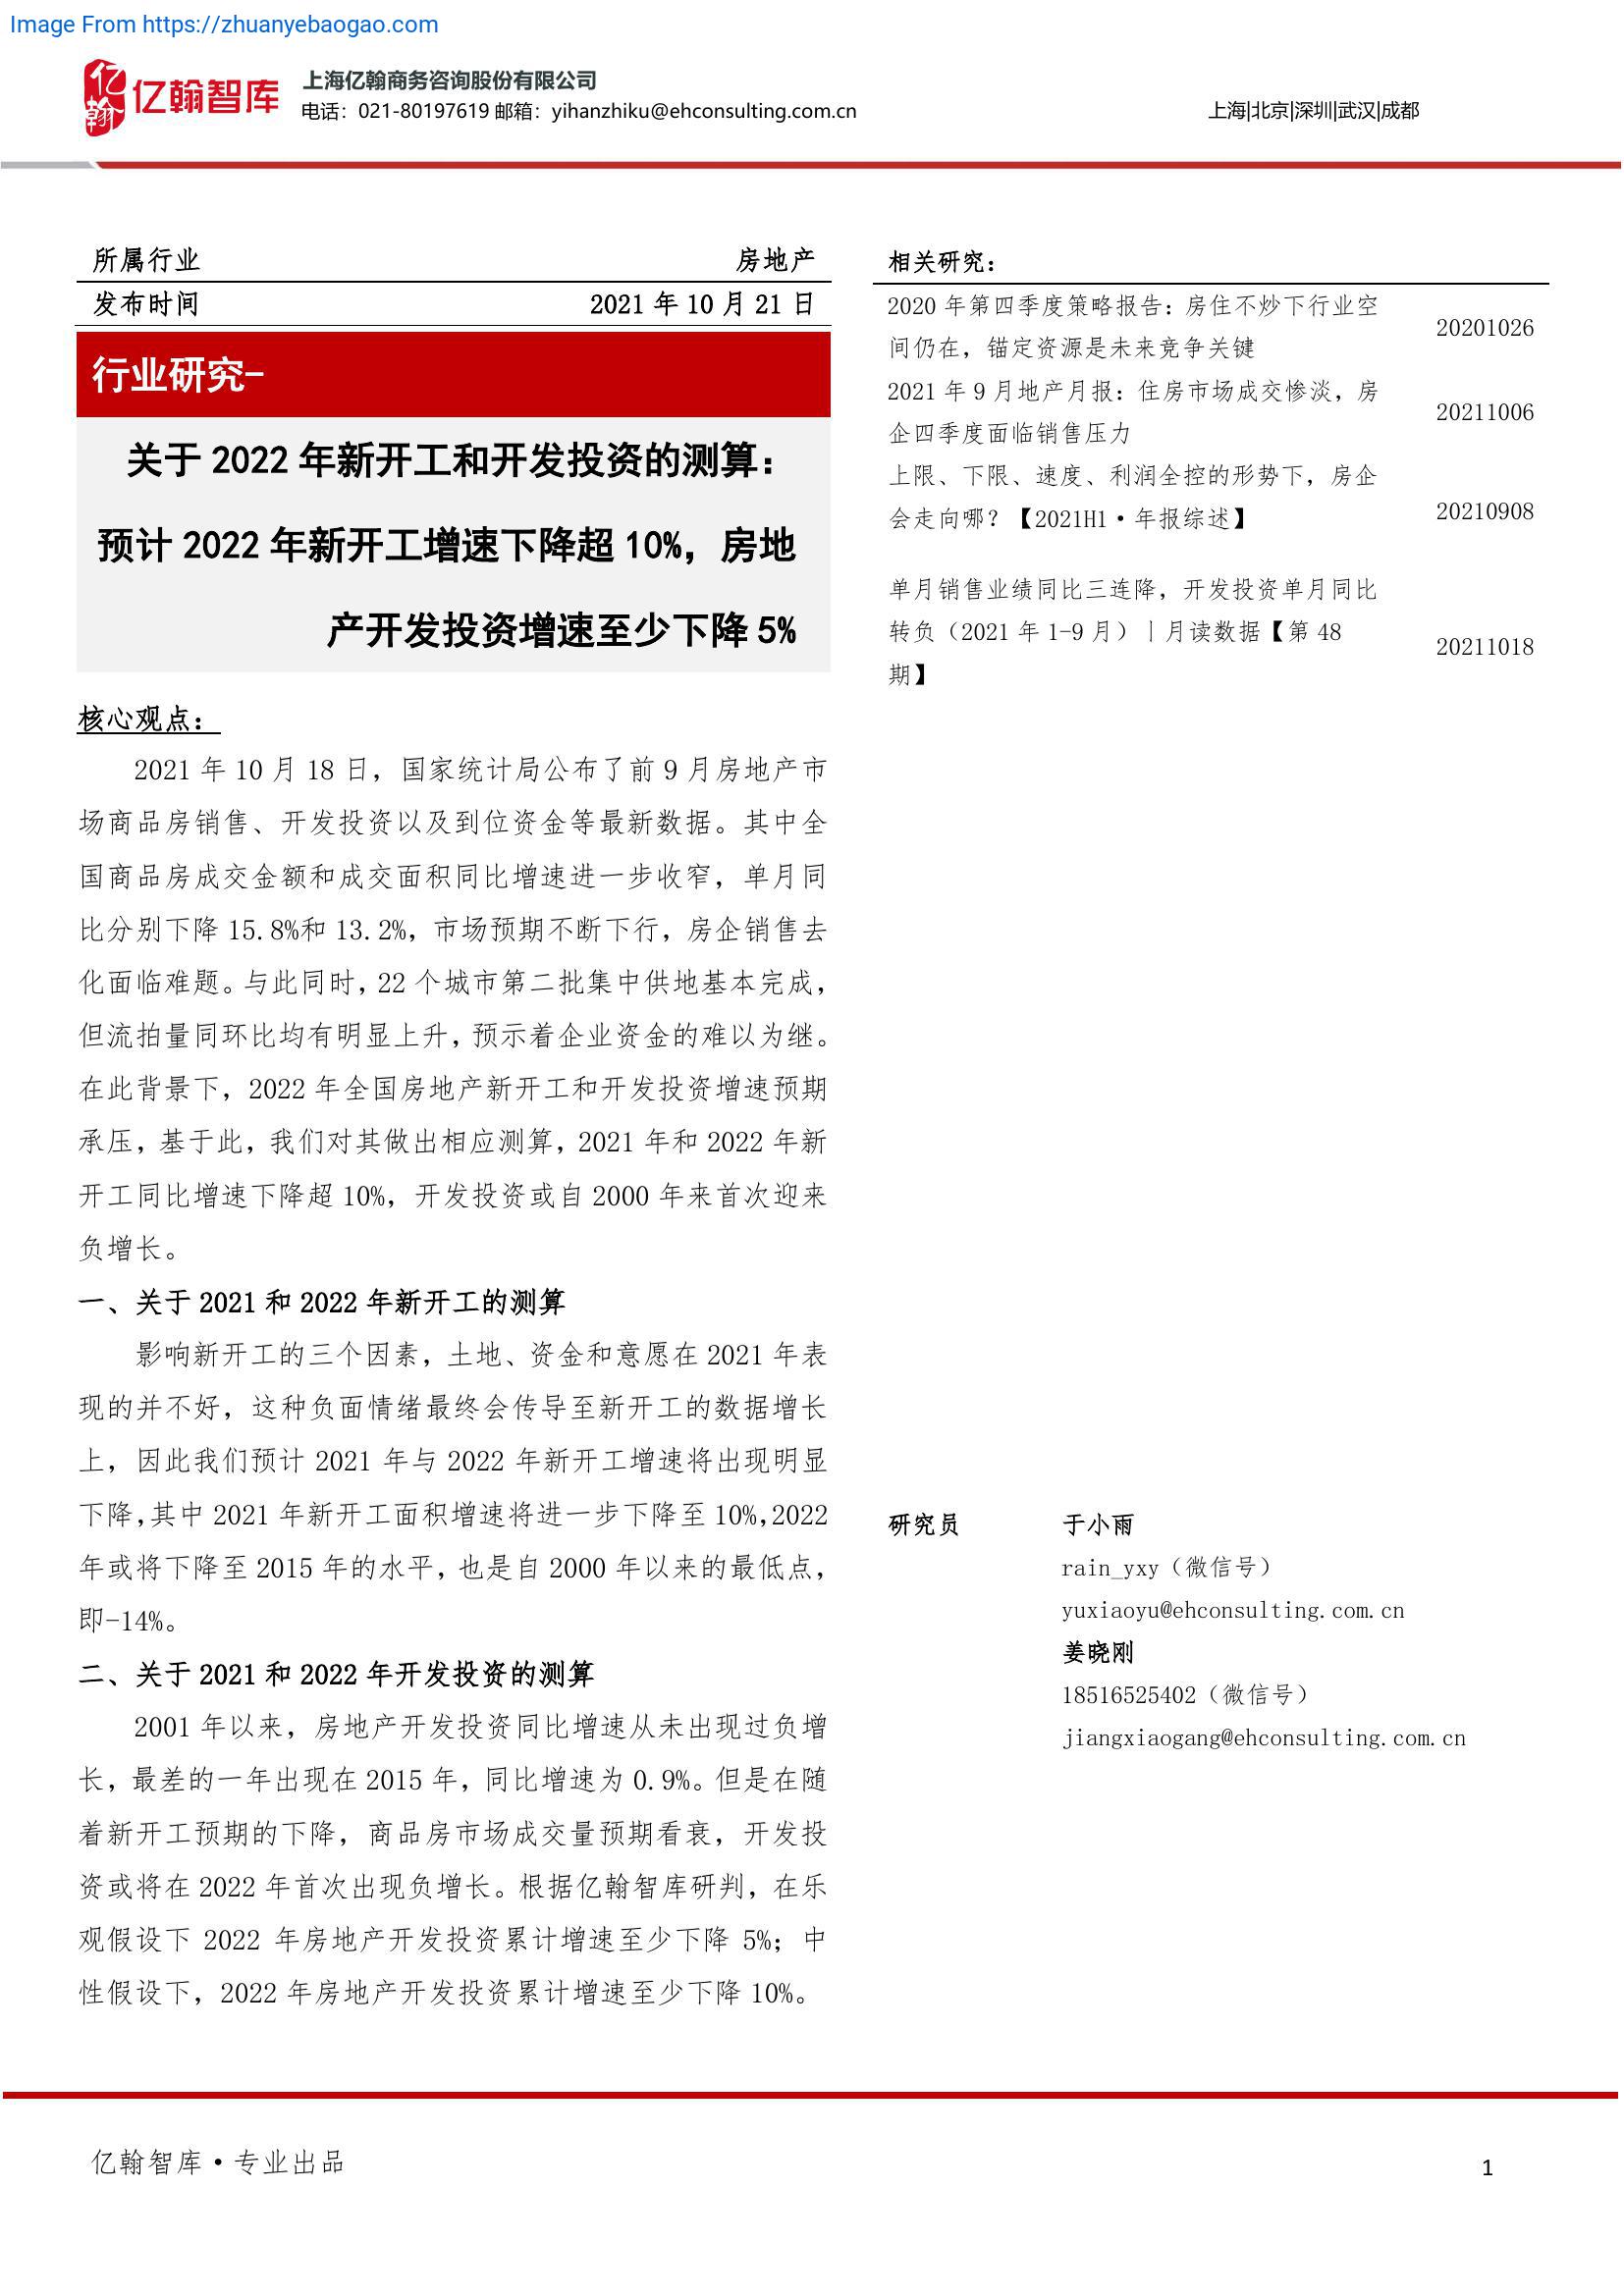 Image From https://zhuanyebaogao.com
亿翰
亿翰智库
上海亿翰商务咨询股份有限公司
电话：021-80197619 邮箱：yihanzhiku@ehconsulting.com.cn
上海|北京|深圳|武汉|成都
所属行业 房地产
发布时间 2021 年 10 月 21 日
行业研究-
关于 2022 年新开工和开发投资的测算：
预计 2022 年新开工增速下降超 10%，房地
产开发投资增速至少下降 5%
核心观点：
2021 年 10 月 18 日，国家统计局公布了前 9 月房地产市
场商品房销售、开发投资以及到位资金等最新数据。其中全
国商品房成交金额和成交面积同比增速进一步收窄，单月同
比分别下降 15.8%和 13.2%，市场预期不断下行，房企销售去
化面临难题。与此同时，22 个城市第二批集中供地基本完成，
但流拍量同环比均有明显上升，预示着企业资金的难以为继。
在此背景下，2022 年全国房地产新开工和开发投资增速预期
承压，基于此，我们对其做出相应测算，2021 年和 2022 年新
开工同比增速下降超 10%，开发投资或自 2000 年来首次迎来
负增长。
一、关于 2021 和 2022 年新开工的测算
影响新开工的三个因素，土地、资金和意愿在 2021 年表
现的并不好，这种负面情绪最终会传导至新开工的数据增长
上，因此我们预计 2021 年与 2022 年新开工增速将出现明显
下降，其中 2021 年新开工面积增速将进一步下降至 10%，2022
年或将下降至 2015 年的水平，也是自 2000 年以来的最低点，
即-14%。
二、关于 2021 和 2022 年开发投资的测算
2001 年以来，房地产开发投资同比增速从未出现过负增
长，最差的一年出现在 2015 年，同比增速为 0.9%。但是在随
着新开工预期的下降，商品房市场成交量预期看衰，开发投
资或将在 2022 年首次出现负增长。根据亿翰智库研判，在乐
观假设下 2022 年房地产开发投资累计增速至少下降 5%；中
性假设下，2022 年房地产开发投资累计增速至少下降 10%。
相关研究：
2020 年第四季度策略报告：房住不炒下行业空
间仍在，锚定资源是未来竞争关键
20201026
2021 年 9 月地产月报：住房市场成交惨淡，房
企四季度面临销售压力
20211006
上限、下限、速度、利润全控的形势下，房企
会走向哪？【2021H1·年报综述】
20210908
单月销售业绩同比三连降，开发投资单月同比
转负（2021 年 1-9 月）丨月读数据【第 48
期】
20211018
研究员 于小雨
rain_yxy（微信号）
yuxiaoyu@ehconsulting.com.cn
姜晓刚
18516525402（微信号）
jiangxiaogang@ehconsulting.com.cn
亿翰智库·专业出品
1